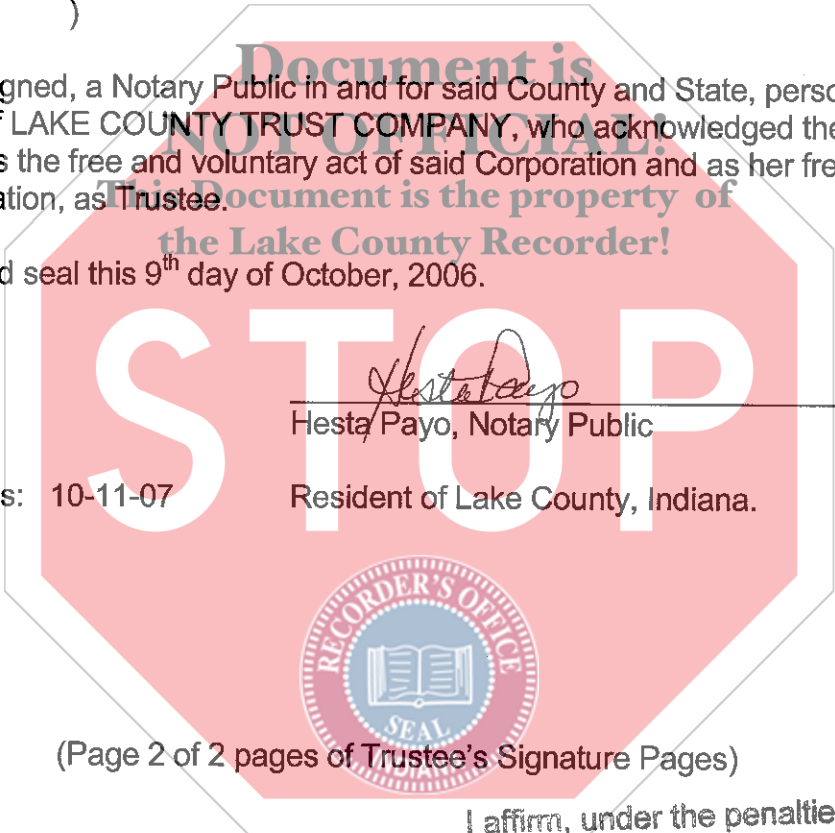 )
Document is
gned, a Notary Public in and for said County and State, perso
LAKE COUNTY TRUST COMPANY, who acknowledged the
NOT OFFICIAL!
s the free and voluntary act of said Corporation and as her fre
This Document is the property of
ation, as Trustee.
the Lake County Recorder!
d seal this 9th day of October, 2006.
STOP
Hesta Payo
Hesta Payo, Notary Public
s: 10-11-07 Resident of Lake County, Indiana.
RECORDER'S OFFICE
SEAL
INDIANA
(Page 2 of 2 pages of Trustee's Signature Pages)
I affirm, under the penaltie